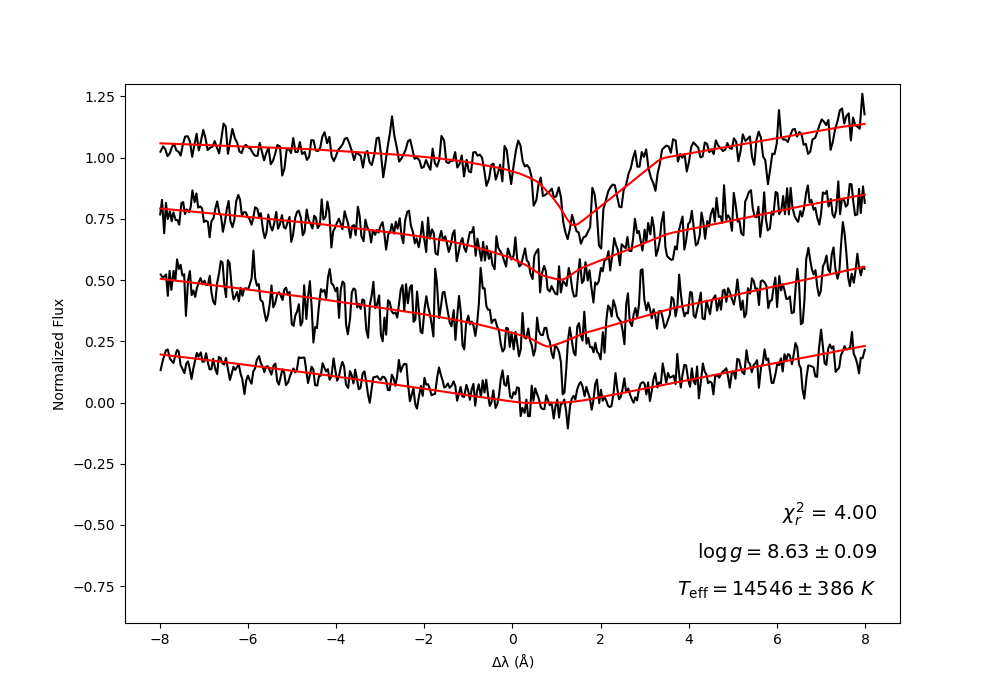 1.25
1.00
0.75
0.50
0.25
0.00
−0.25
−0.50
−0.75
Normalized Flux
χ²ᵣ = 4.00
log g = 8.63 ± 0.09
T_eff = 14546 ± 386 K
−8 −6 −4 −2 0 2 4 6 8
Δλ (Å)